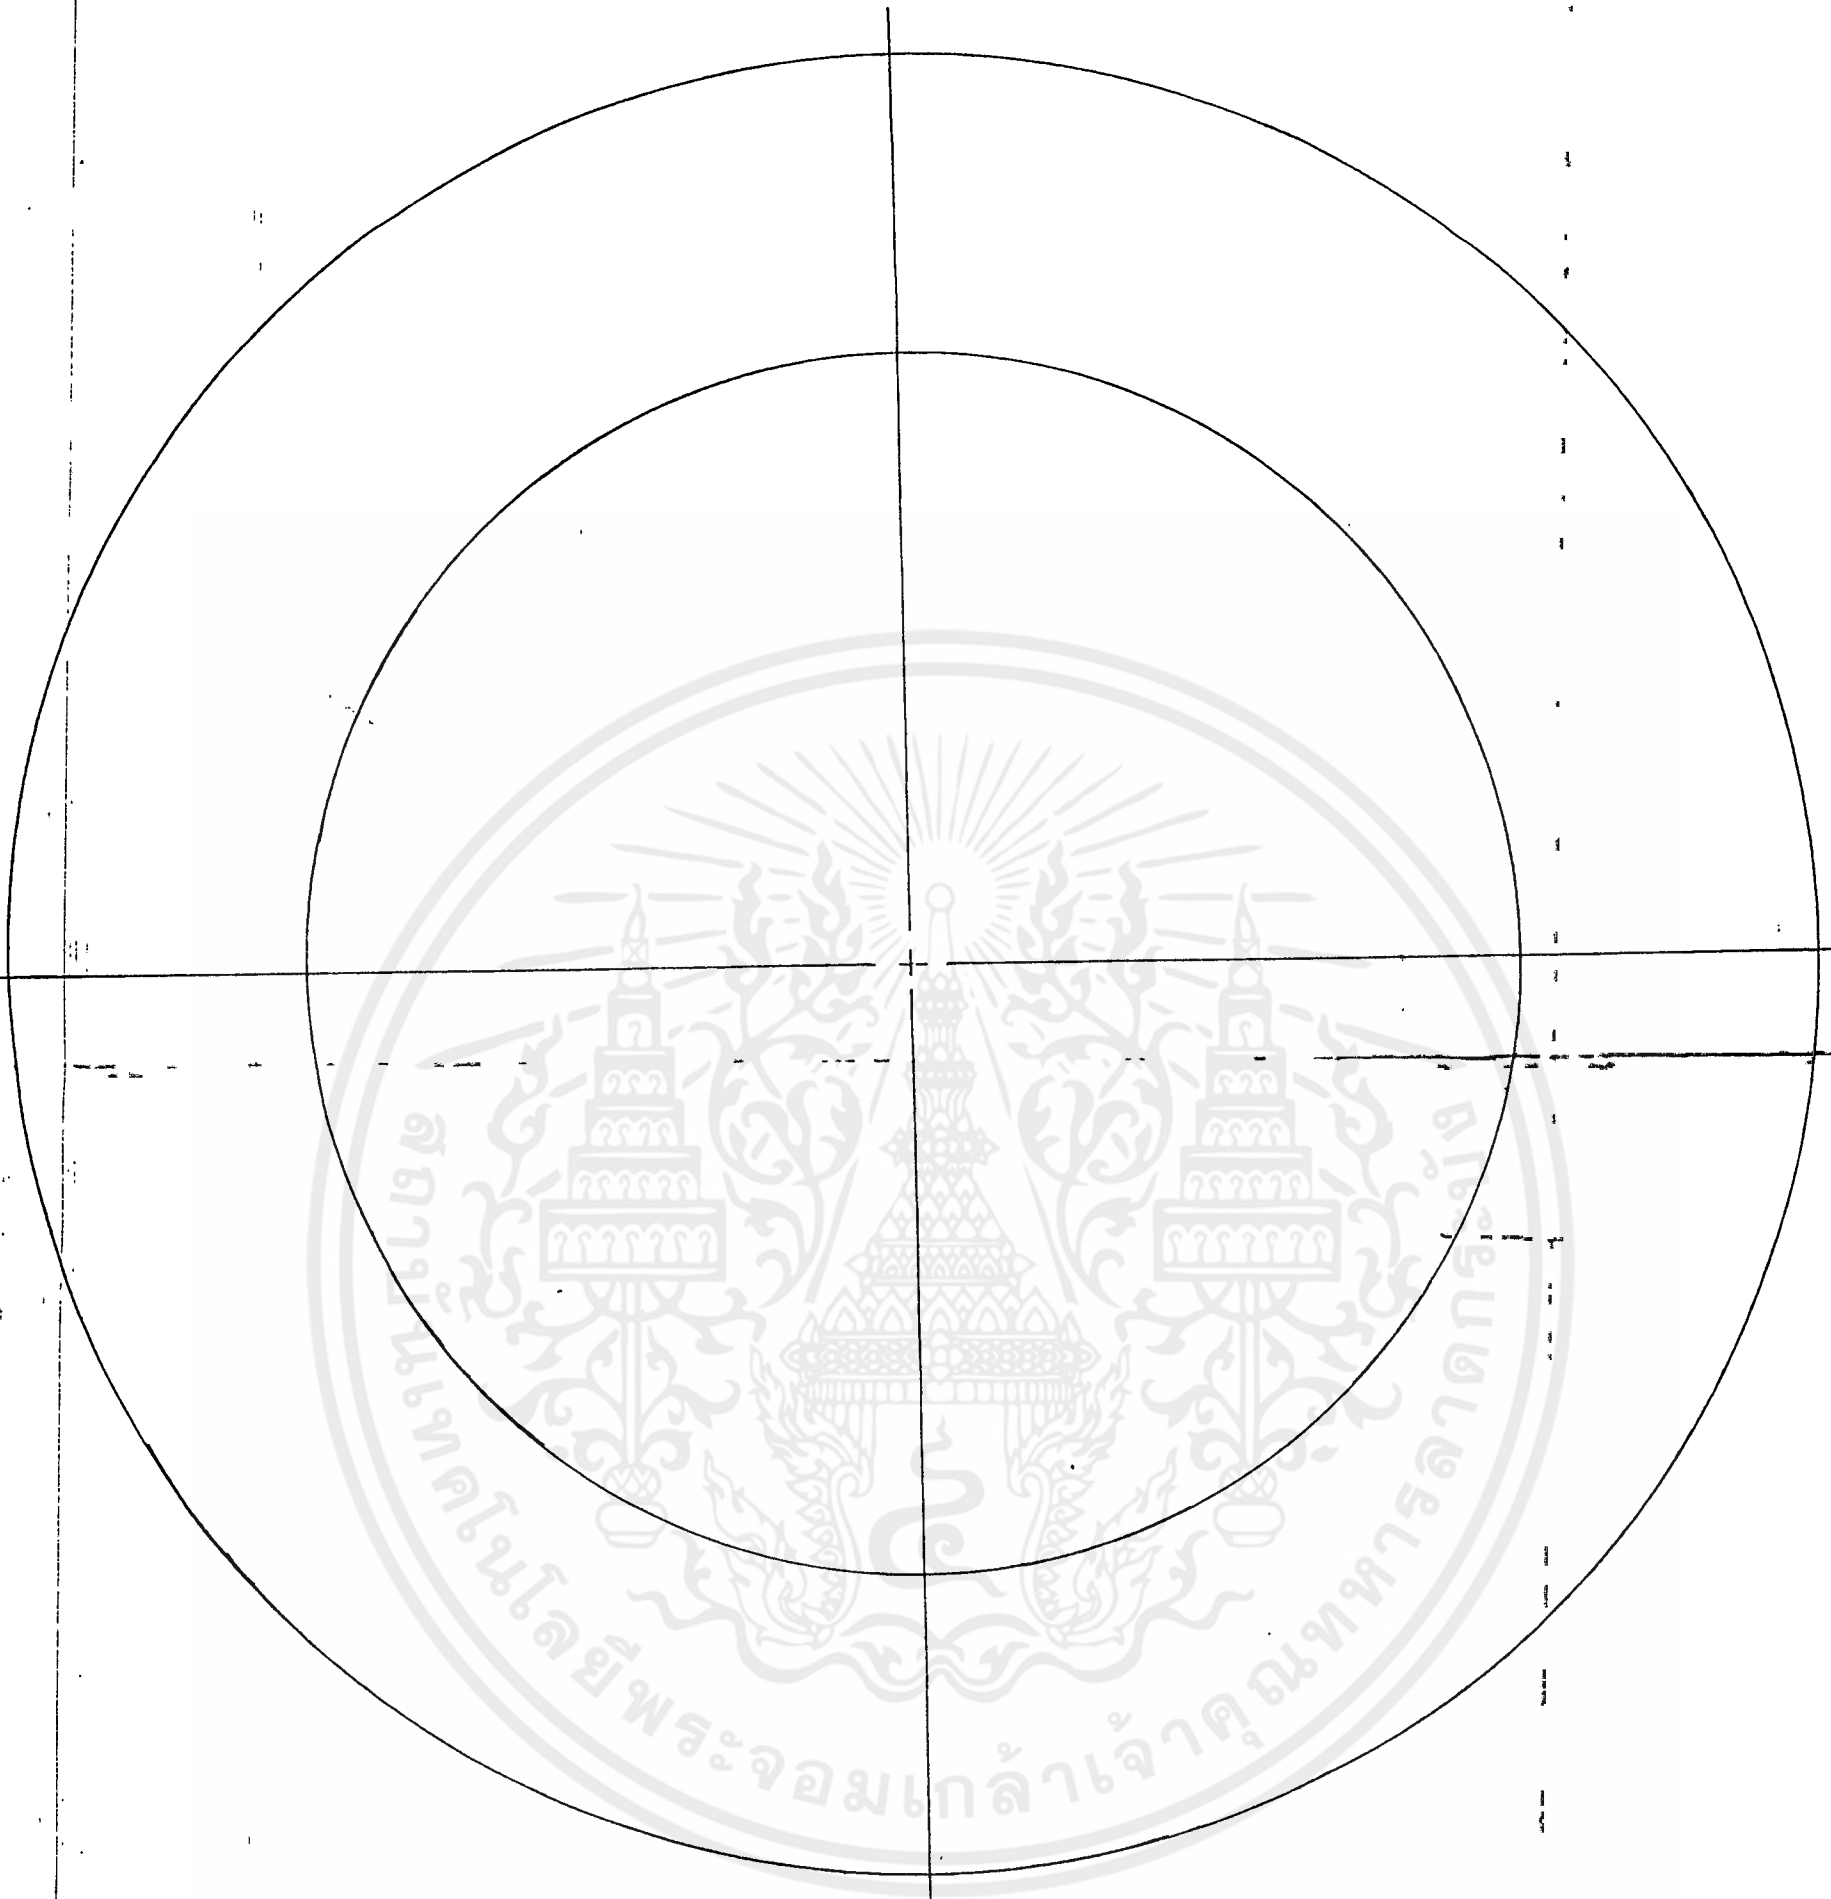 สถาบันเทคโนโลยีพระจอมเกล้าเจ้าคุณทหารลาดกระบัง
๔